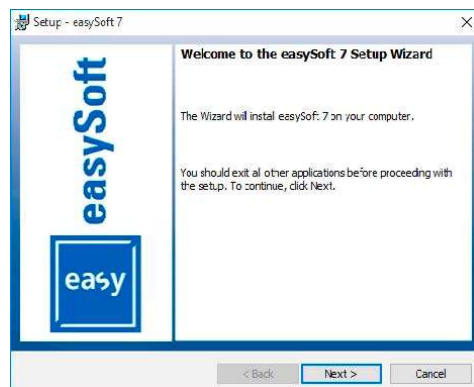 Setup - easySoft 7
easySoft
easy
Welcome to the easySoft 7 Setup Wizard
The Wizard will instal easySoft 7 on your computer.
You should exit all other applications before proceeding with
the setup. To continue, click Next.
< Back
Next >
Cancel